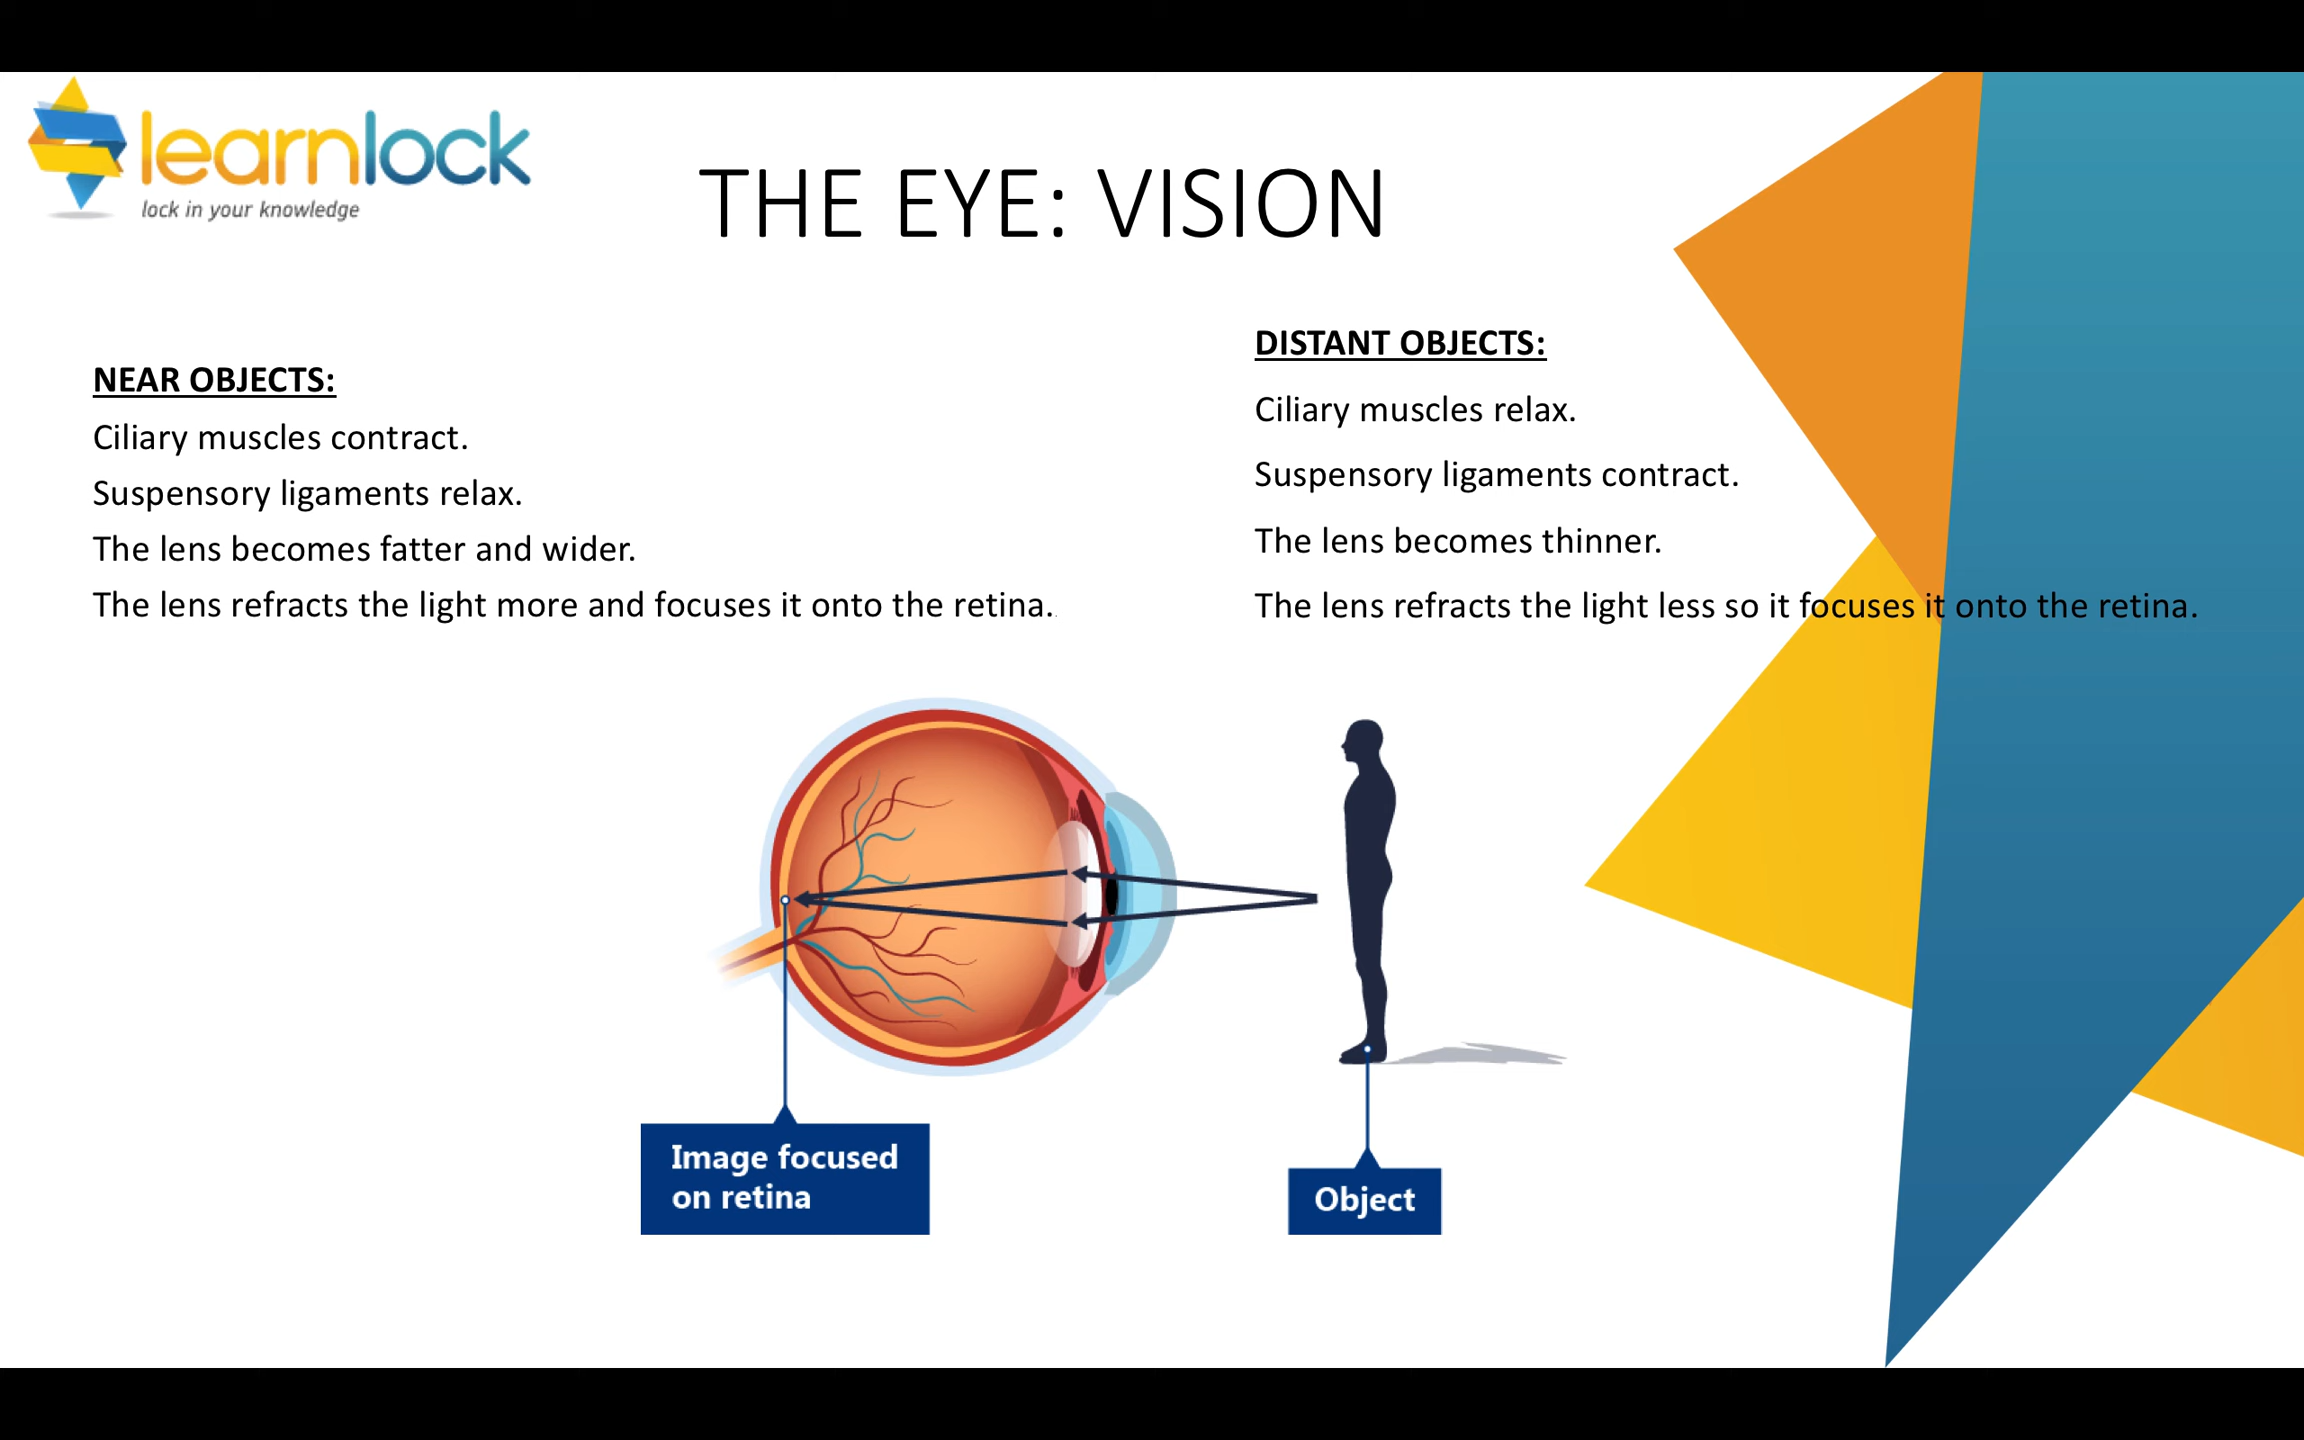 learnlock
lock in your knowledge
THE EYE: VISION
NEAR OBJECTS:
Ciliary muscles contract.
Suspensory ligaments relax.
The lens becomes fatter and wider.
The lens refracts the light more and focuses it onto the retina.
DISTANT OBJECTS:
Ciliary muscles relax.
Suspensory ligaments contract.
The lens becomes thinner.
The lens refracts the light less so it focuses it onto the retina.
Image focused
on retina
Object